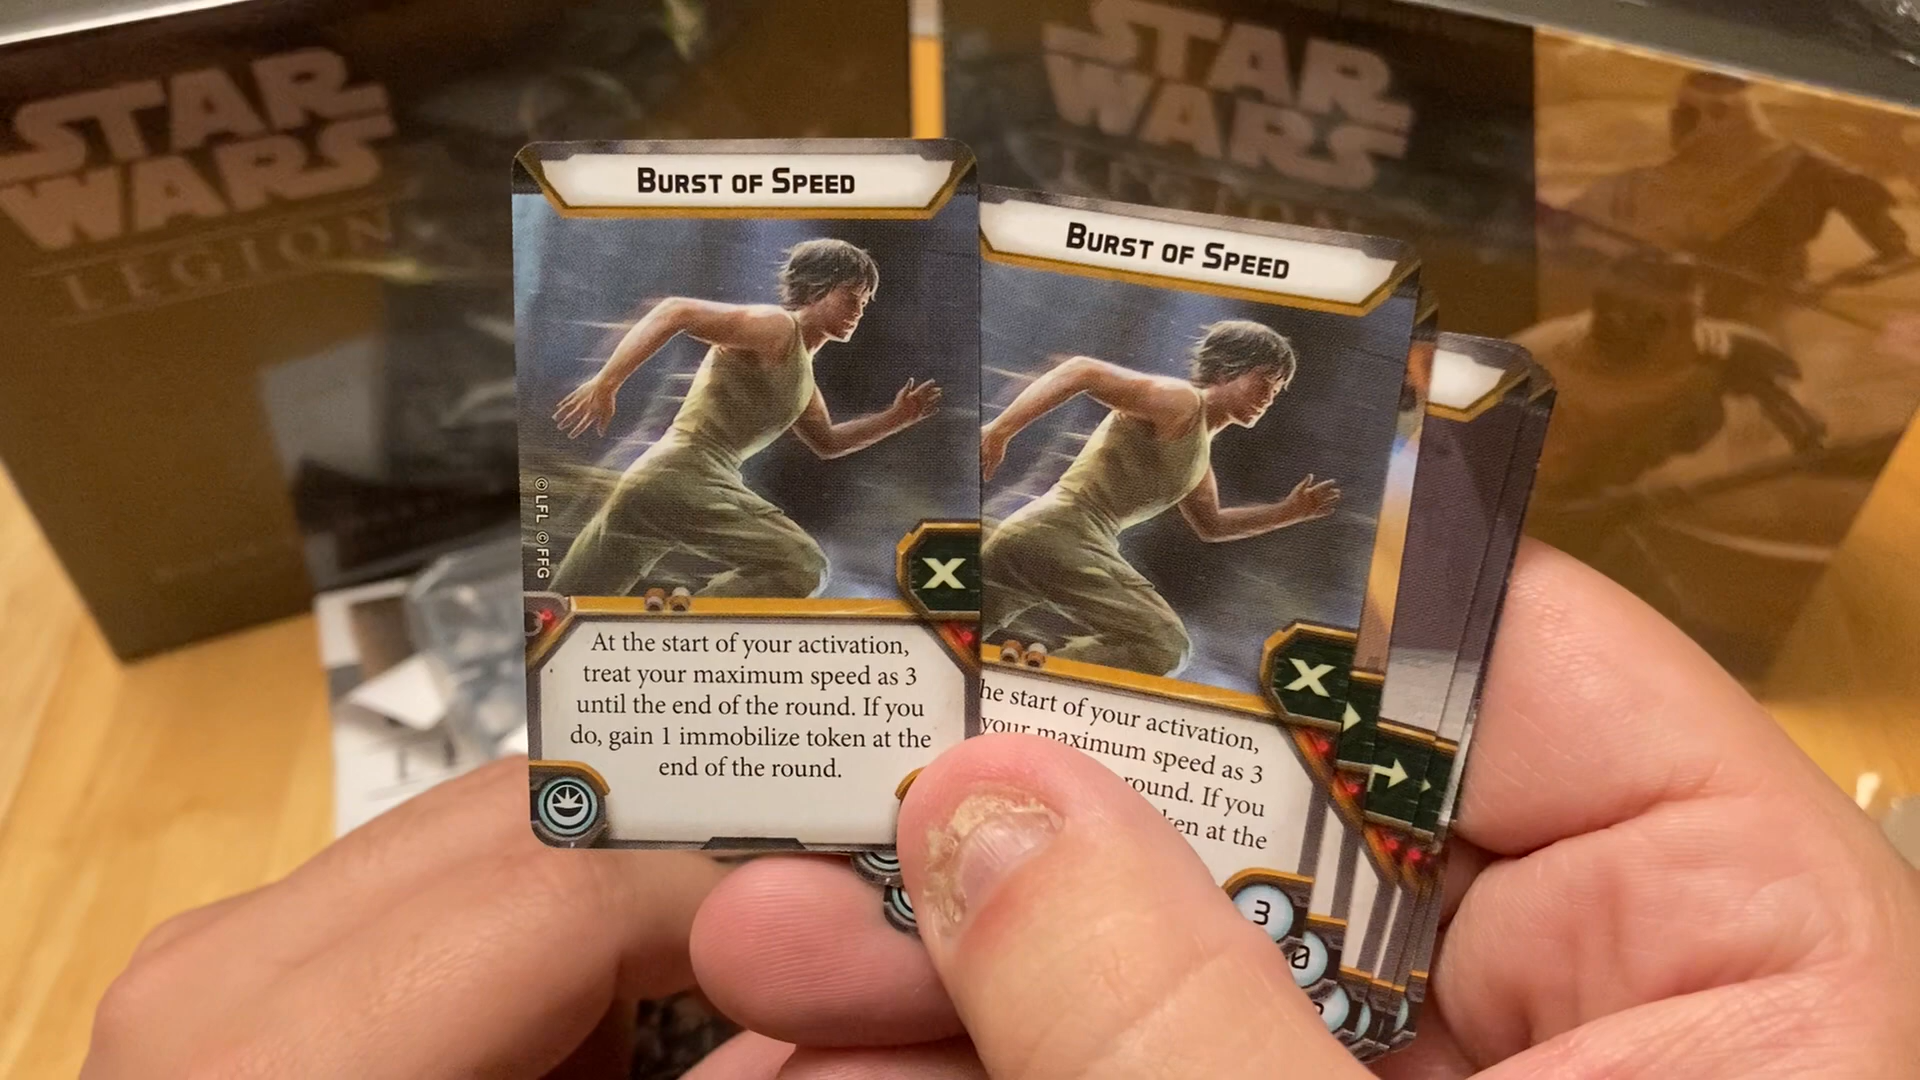 STAR
WARS
LEGION
STAR
WARS
LEGION
BURST OF SPEED
©LFL ©FFG
X
At the start of your activation,
treat your maximum speed as 3
until the end of the round. If you
do, gain 1 immobilize token at the
end of the round.
BURST OF SPEED
X
he start of your activation,
your maximum speed as 3
round. If you
en at the
3
0